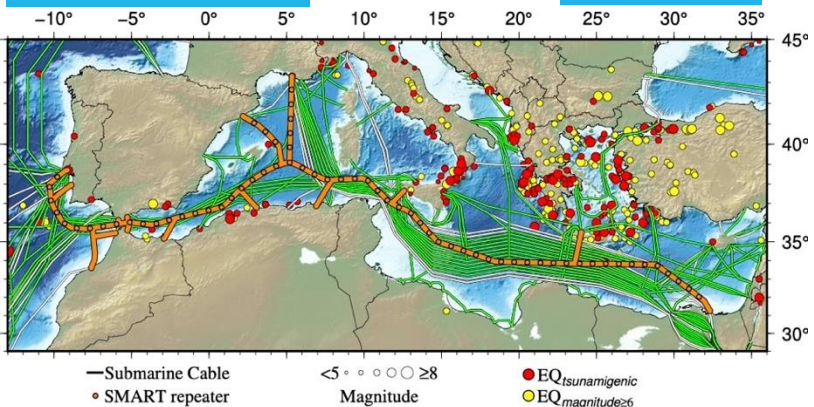 −10° −5° 0° 5° 10° 15° 20° 25° 30° 35°
45°
40°
35°
30°
Submarine Cable <5 ≥8 EQtsunamigenic
SMART repeater Magnitude EQmagnitude≥6